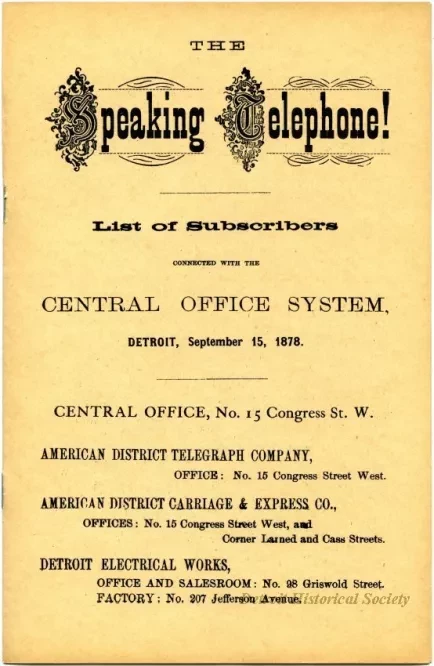 THE
Speaking Telephone!
List of Subscribers
CONNECTED WITH THE
CENTRAL OFFICE SYSTEM,
DETROIT, September 15, 1878.
CENTRAL OFFICE, No. 15 Congress St. W.
AMERICAN DISTRICT TELEGRAPH COMPANY,
OFFICE: No. 15 Congress Street West.
AMERICAN DISTRICT CARRIAGE & EXPRESS CO.,
OFFICES: No. 15 Congress Street West, and
Corner Larned and Cass Streets.
DETROIT ELECTRICAL WORKS,
OFFICE AND SALESROOM: No. 98 Griswold Street.
FACTORY: No. 207 Jefferson Avenue.
Detroit Historical Society